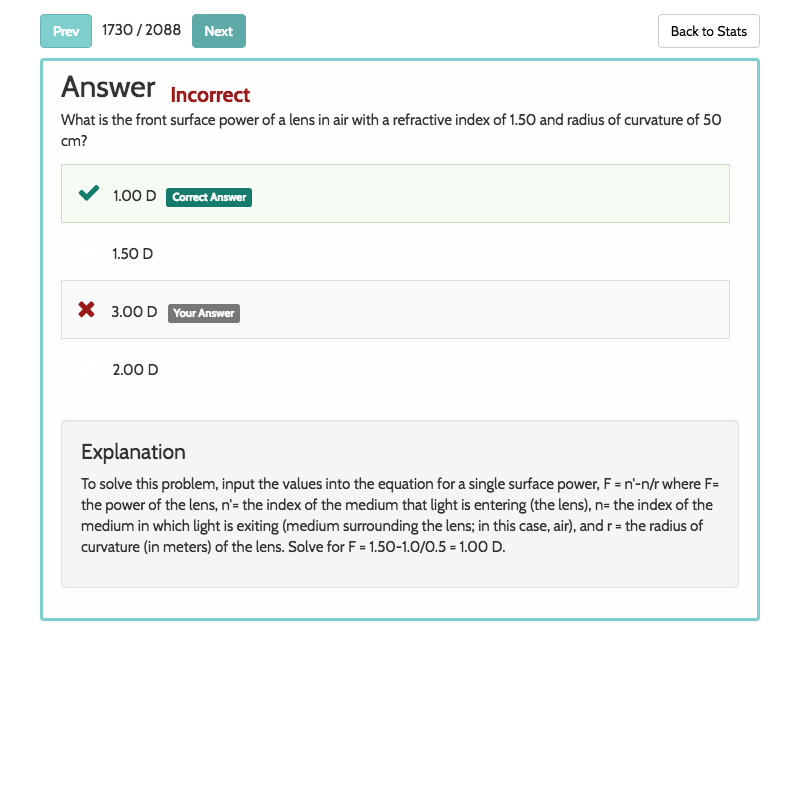 Prev 1730 / 2088 Next Back to Stats
Answer Incorrect
What is the front surface power of a lens in air with a refractive index of 1.50 and radius of curvature of 50
cm?
1.00 D Correct Answer
1.50 D
3.00 D Your Answer
2.00 D
Explanation
To solve this problem, input the values into the equation for a single surface power, F = n'-n/r where F=
the power of the lens, n'= the index of the medium that light is entering (the lens), n= the index of the
medium in which light is exiting (medium surrounding the lens; in this case, air), and r = the radius of
curvature (in meters) of the lens. Solve for F = 1.50-1.0/0.5 = 1.00 D.